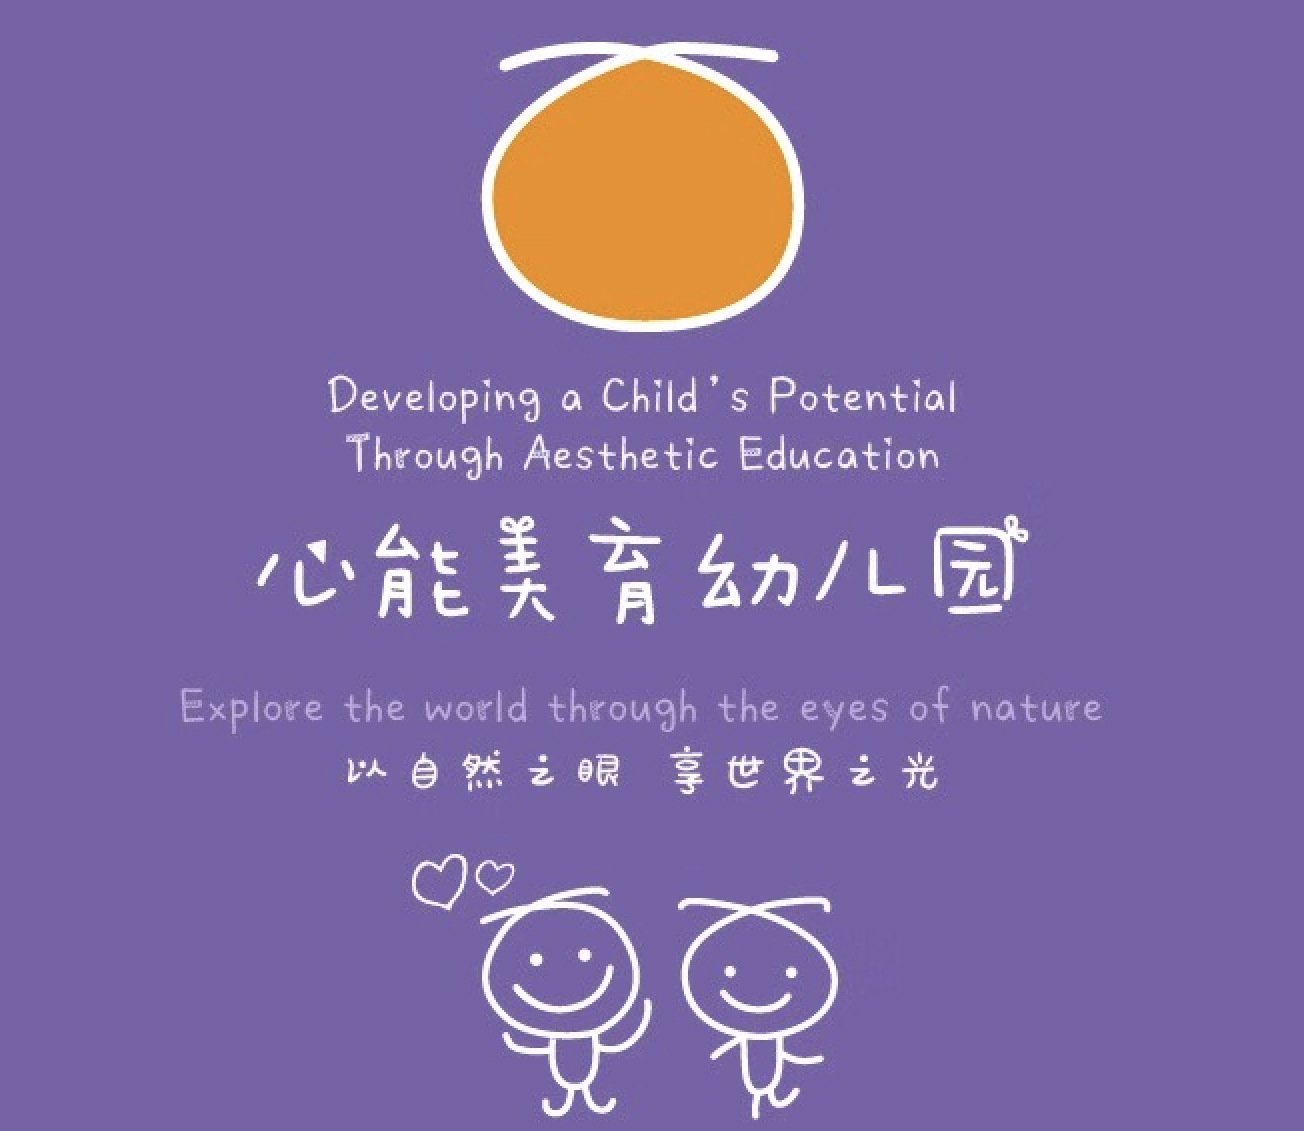 Developing a Child's Potential
Through Aesthetic Education
心能美育幼儿园
Explore the world through the eyes of nature
以自然之眼 享世界之光